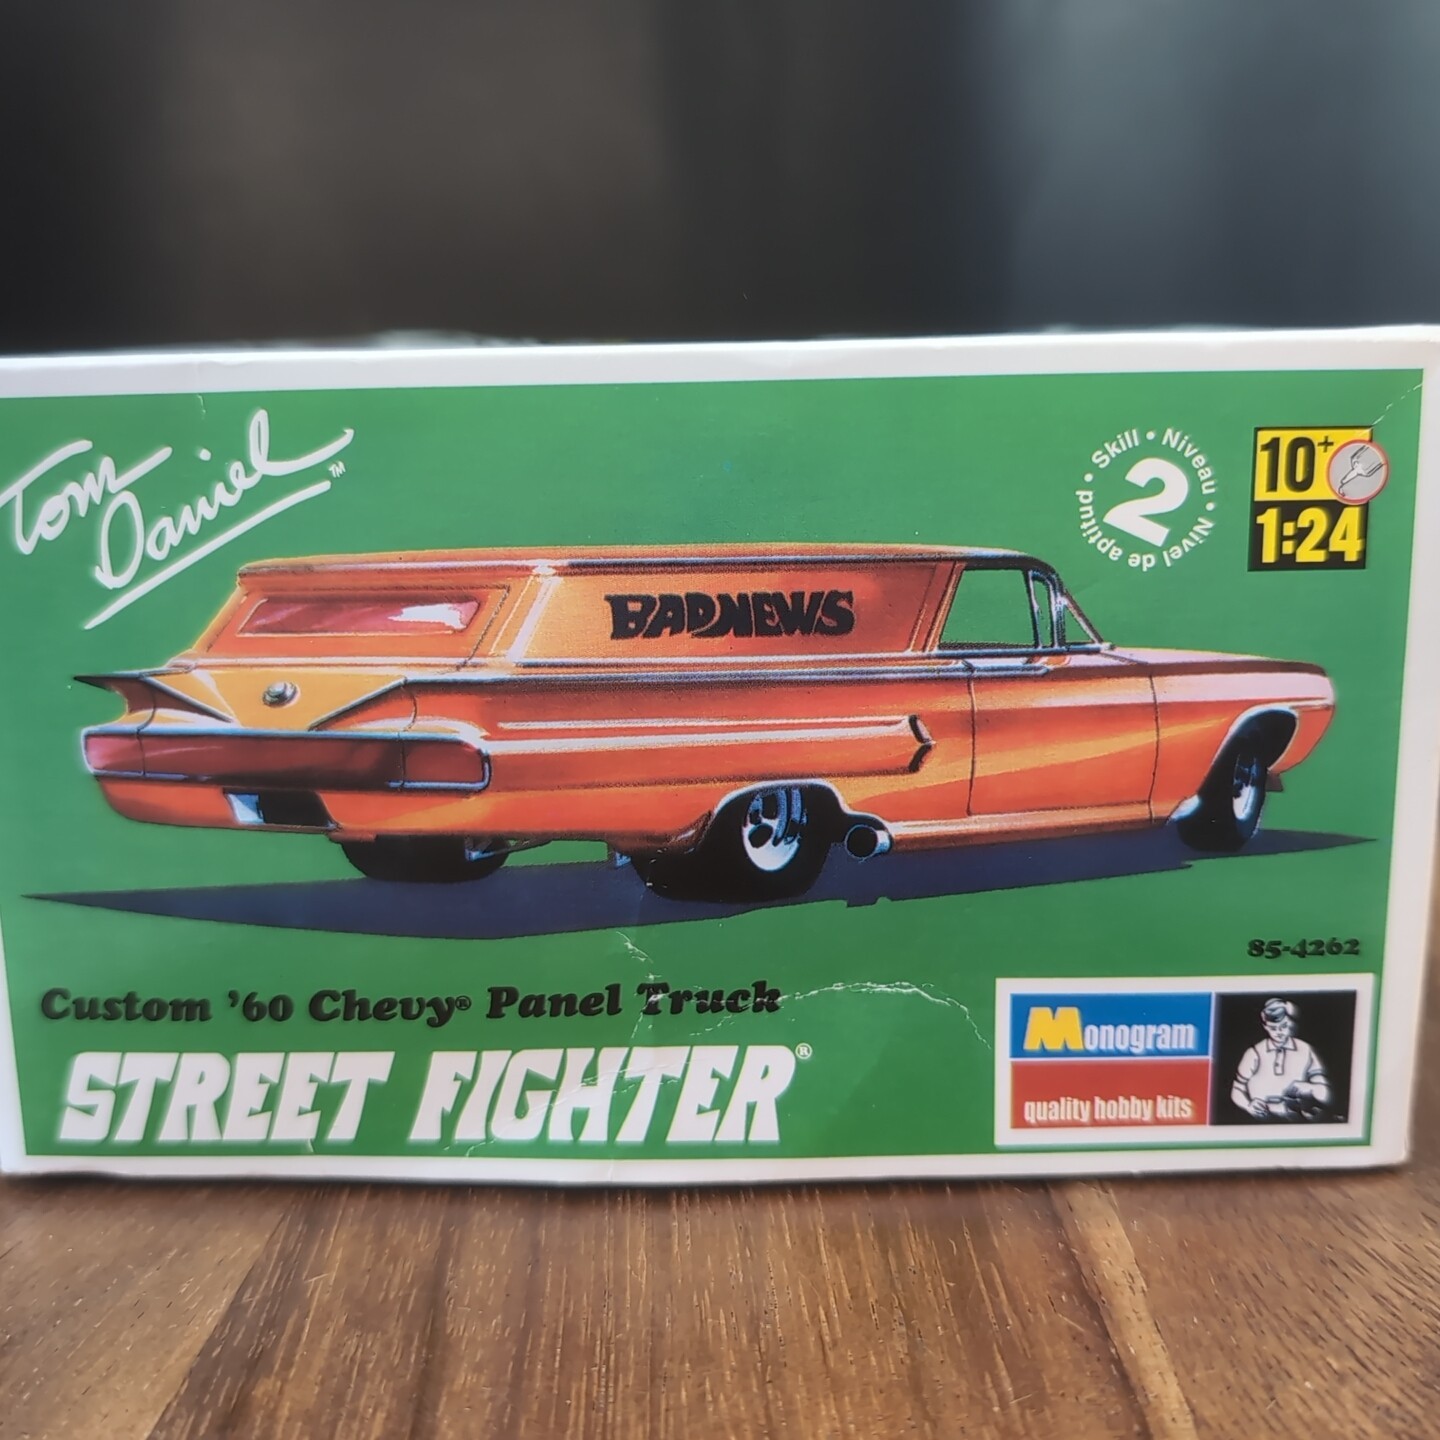 Tom Daniel™
Skill • Niveau • Nivel de aptitud •
2
10+
1:24
BADNEWS
85-4262
Custom '60 Chevy® Panel Truck
STREET FIGHTER®
Monogram
quality hobby kits